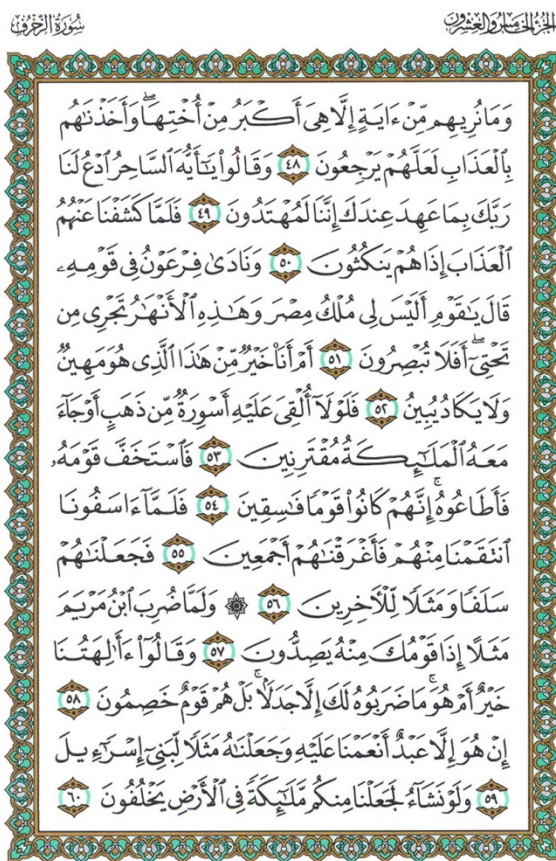 الجزء الخامس والعشرون
سورة الزخرف
وَمَا نُرِيهِم مِّنْ ءَايَةٍ إِلَّا هِىَ أَكْبَرُ مِنْ أُخْتِهَا ۖ وَأَخَذْنَٰهُم
بِالْعَذَابِ لَعَلَّهُمْ يَرْجِعُونَ ٤٨ وَقَالُوا۟ يَٰٓأَيُّهَ ٱلسَّاحِرُ ٱدْعُ لَنَا
رَبَّكَ بِمَا عَهِدَ عِندَكَ إِنَّنَا لَمُهْتَدُونَ ٤٩ فَلَمَّا كَشَفْنَا عَنْهُمُ
ٱلْعَذَابَ إِذَا هُمْ يَنكُثُونَ ٥٠ وَنَادَىٰ فِرْعَوْنُ فِى قَوْمِهِۦ
قَالَ يَٰقَوْمِ أَلَيْسَ لِى مُلْكُ مِصْرَ وَهَٰذِهِ ٱلْأَنْهَٰرُ تَجْرِى مِن
تَحْتِىٓ ۖ أَفَلَا تُبْصِرُونَ ٥١ أَمْ أَنَا۠ خَيْرٌ مِّنْ هَٰذَا ٱلَّذِى هُوَ مَهِينٌ
وَلَا يَكَادُ يُبِينُ ٥٢ فَلَوْلَآ أُلْقِىَ عَلَيْهِ أَسْوِرَةٌ مِّن ذَهَبٍ أَوْ جَآءَ
مَعَهُ ٱلْمَلَٰٓئِكَةُ مُقْتَرِنِينَ ٥٣ فَٱسْتَخَفَّ قَوْمَهُۥ
فَأَطَاعُوهُ ۚ إِنَّهُمْ كَانُوا۟ قَوْمًا فَٰسِقِينَ ٥٤ فَلَمَّآ ءَاسَفُونَا
ٱنتَقَمْنَا مِنْهُمْ فَأَغْرَقْنَٰهُمْ أَجْمَعِينَ ٥٥ فَجَعَلْنَٰهُمْ
سَلَفًا وَمَثَلًا لِّلْـَٔاخِرِينَ ٥٦ ۞ وَلَمَّا ضُرِبَ ٱبْنُ مَرْيَمَ
مَثَلًا إِذَا قَوْمُكَ مِنْهُ يَصِدُّونَ ٥٧ وَقَالُوٓا۟ ءَأَٰلِهَتُنَا
خَيْرٌ أَمْ هُوَ ۚ مَا ضَرَبُوهُ لَكَ إِلَّا جَدَلًۢا ۚ بَلْ هُمْ قَوْمٌ خَصِمُونَ ٥٨
إِنْ هُوَ إِلَّا عَبْدٌ أَنْعَمْنَا عَلَيْهِ وَجَعَلْنَٰهُ مَثَلًا لِّبَنِىٓ إِسْرَٰٓءِيلَ
٥٩ وَلَوْ نَشَآءُ لَجَعَلْنَا مِنكُم مَّلَٰٓئِكَةً فِى ٱلْأَرْضِ يَخْلُفُونَ ٦٠